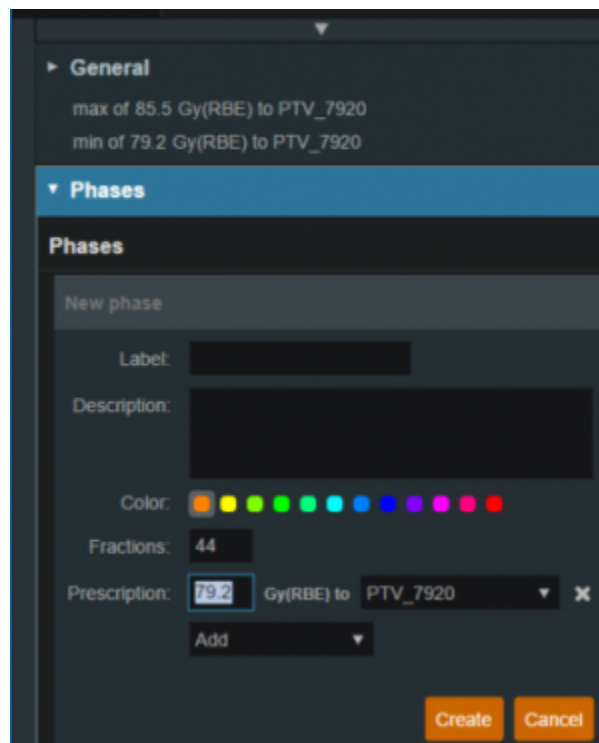 General
max of 85.5 Gy(RBE) to PTV_7920
min of 79.2 Gy(RBE) to PTV_7920
Phases
Phases
New phase
Label:
Description:
Color:
Fractions: 44
Prescription: 79.2 Gy(RBE) to PTV_7920
Add
Create Cancel